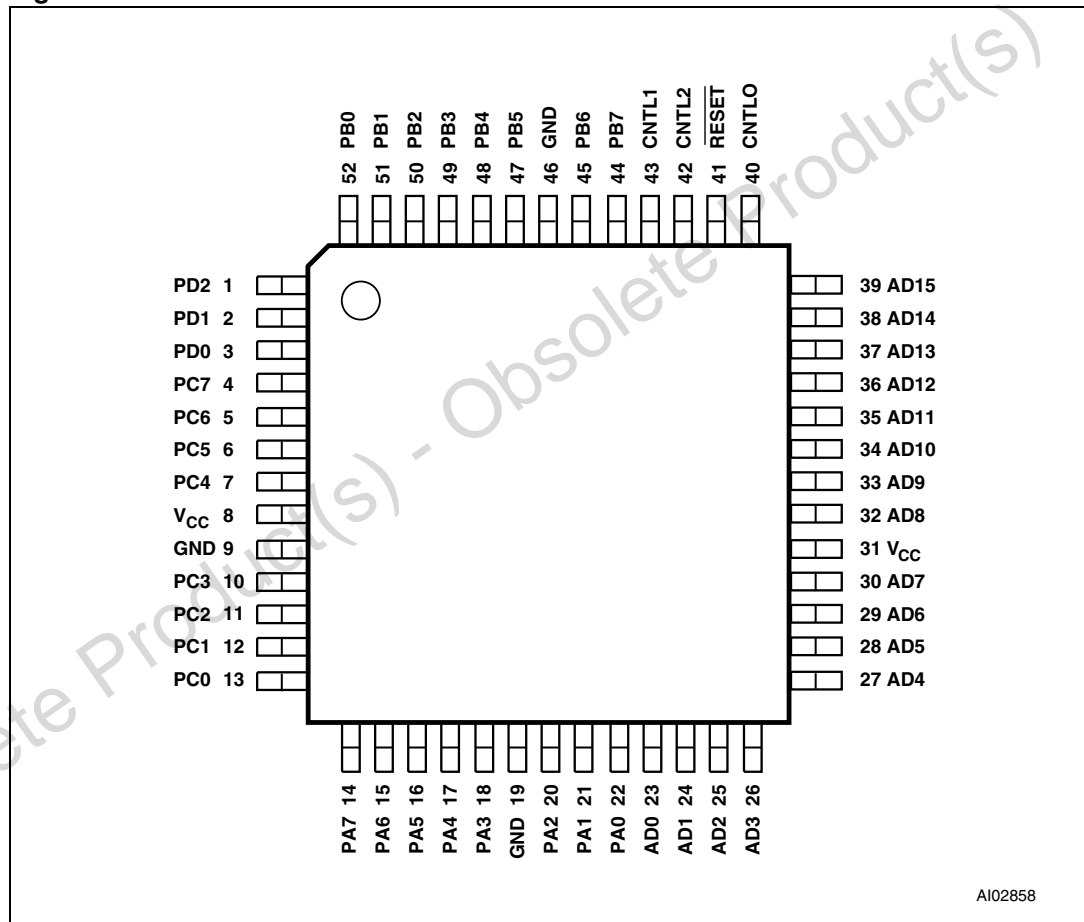 52 PB0
51 PB1
50 PB2
49 PB3
48 PB4
47 PB5
46 GND
45 PB6
44 PB7
43 CNTL1
42 CNTL2
41 RESET
40 CNTLO
PD2 1
PD1 2
PD0 3
PC7 4
PC6 5
PC5 6
PC4 7
VCC 8
GND 9
PC3 10
PC2 11
PC1 12
PC0 13
39 AD15
38 AD14
37 AD13
36 AD12
35 AD11
34 AD10
33 AD9
32 AD8
31 VCC
30 AD7
29 AD6
28 AD5
27 AD4
PA7 14
PA6 15
PA5 16
PA4 17
PA3 18
GND 19
PA2 20
PA1 21
PA0 22
AD0 23
AD1 24
AD2 25
AD3 26
AI02858
ete Product(s) - Obsolete Product(s)